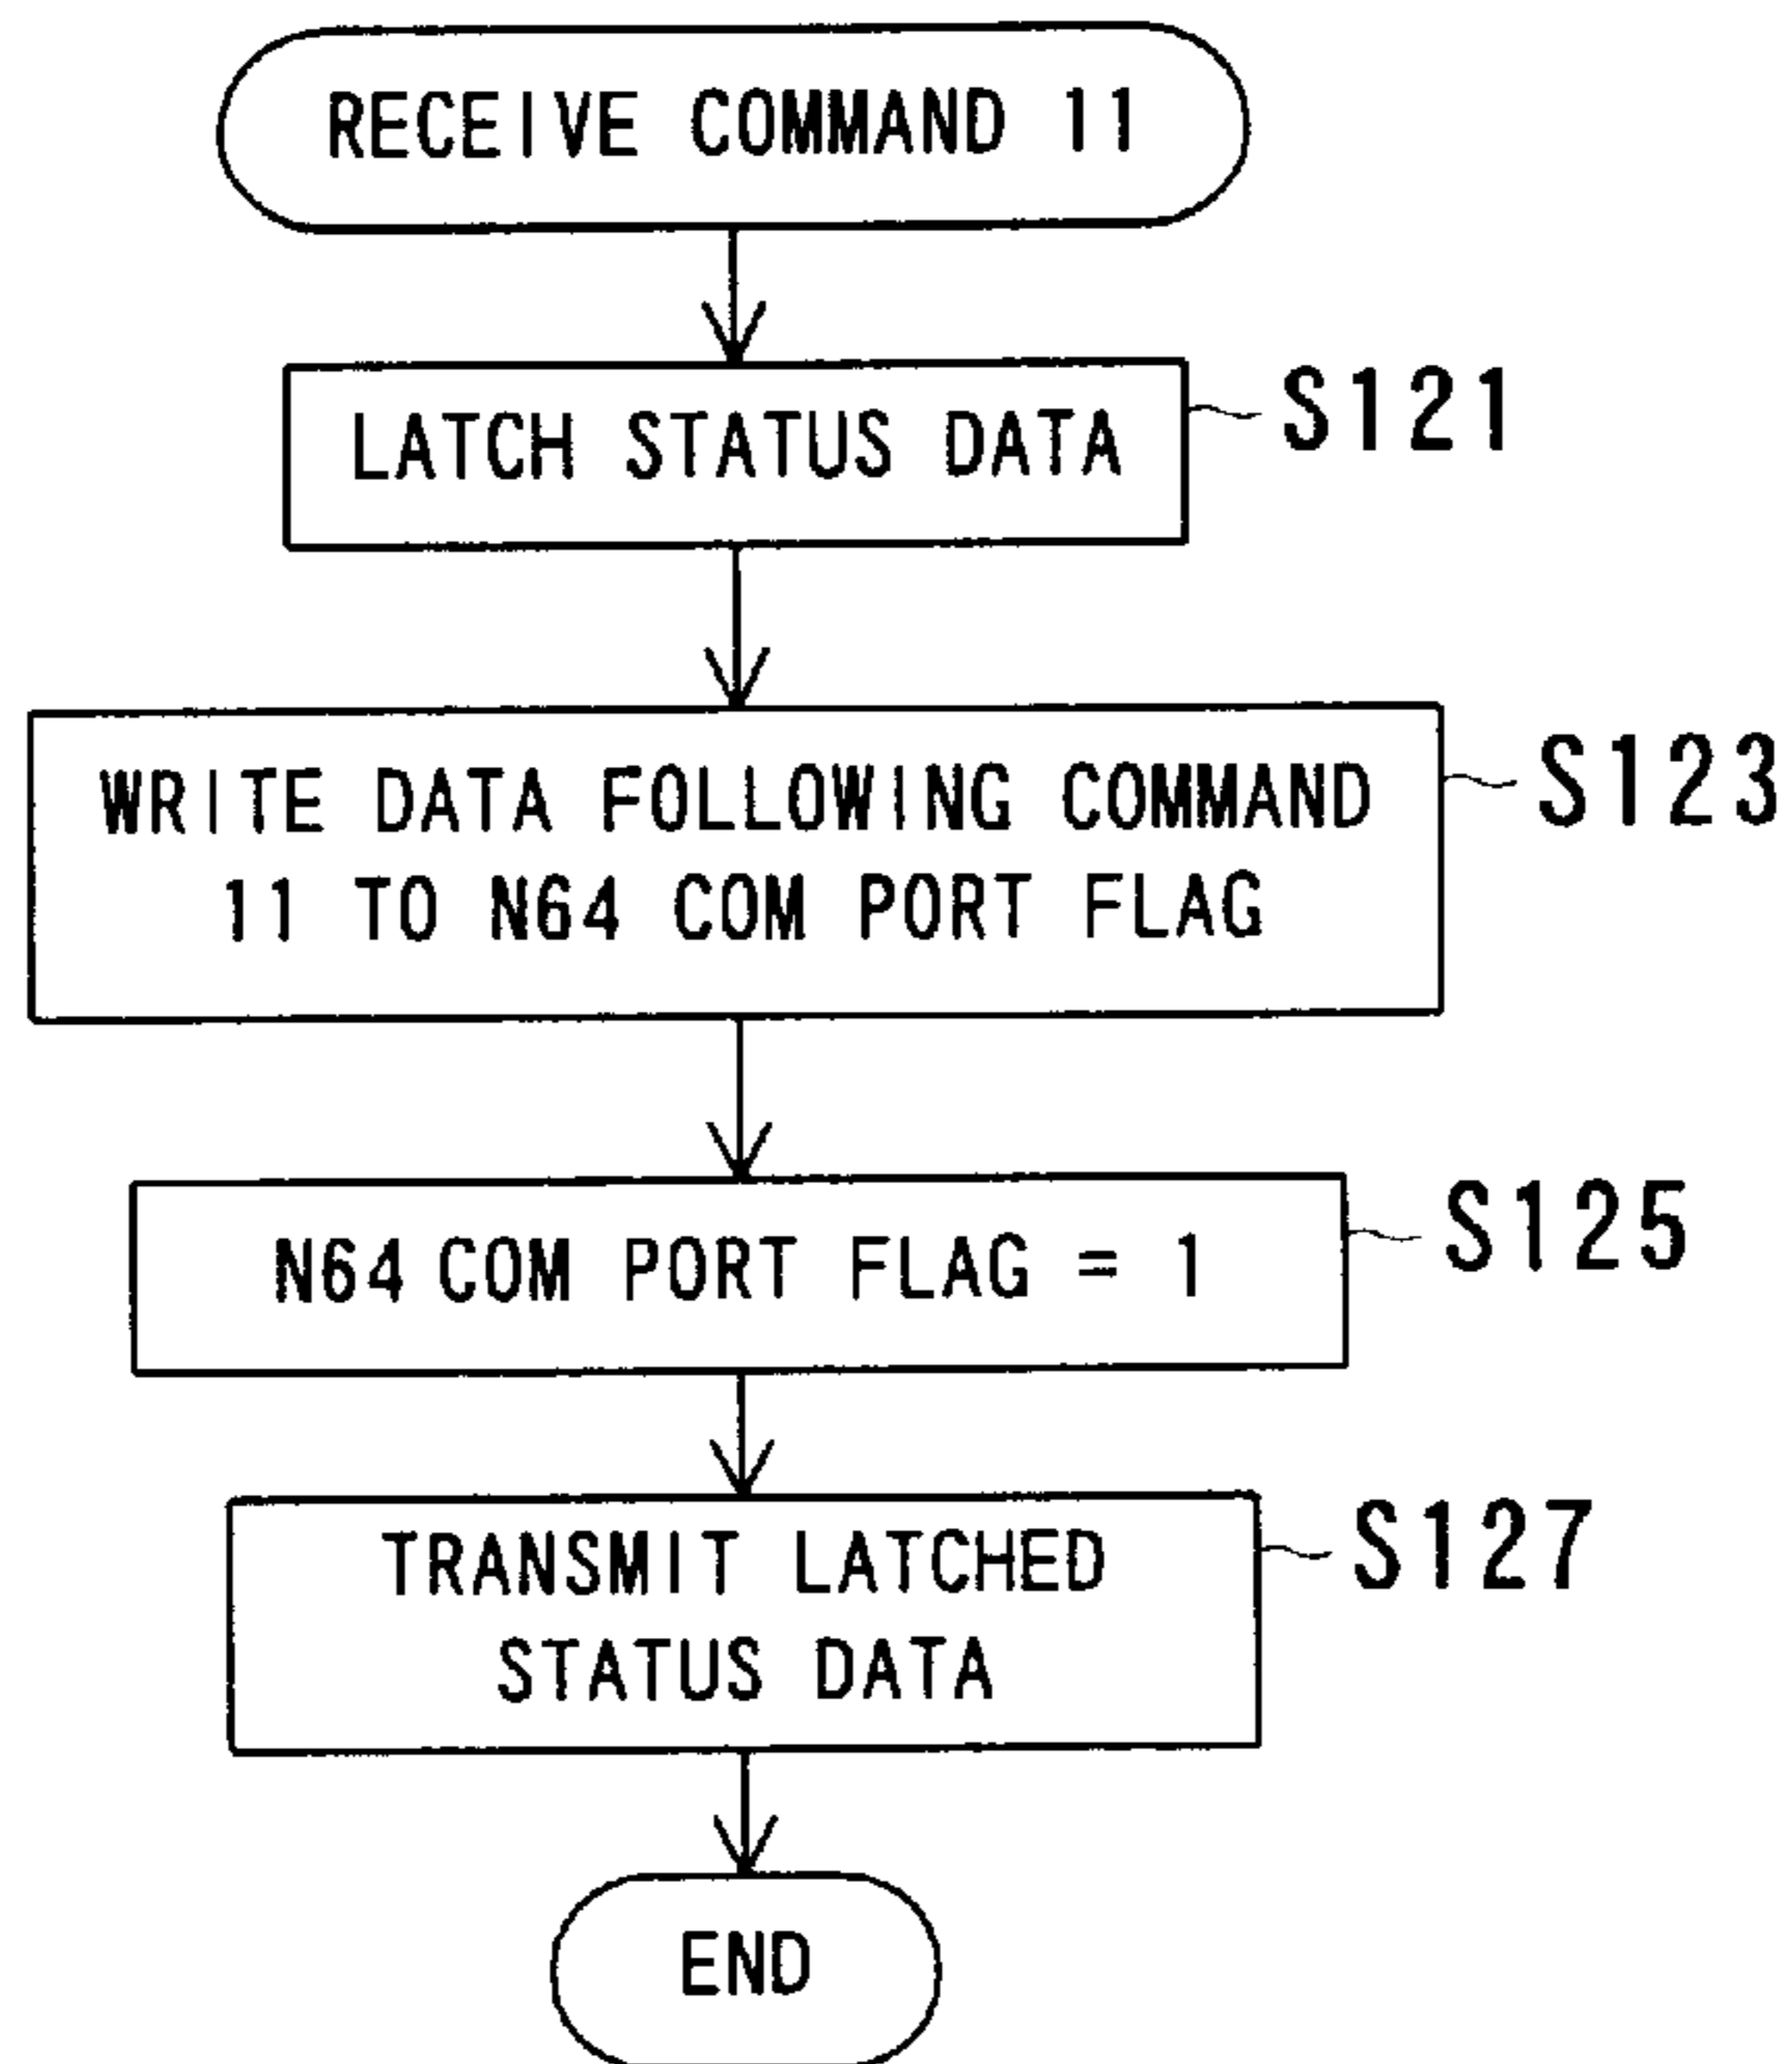 RECEIVE COMMAND 11
LATCH STATUS DATA
S121
WRITE DATA FOLLOWING COMMAND
11 TO N64 COM PORT FLAG
S123
N64 COM PORT FLAG = 1
S125
TRANSMIT LATCHED
STATUS DATA
S127
END